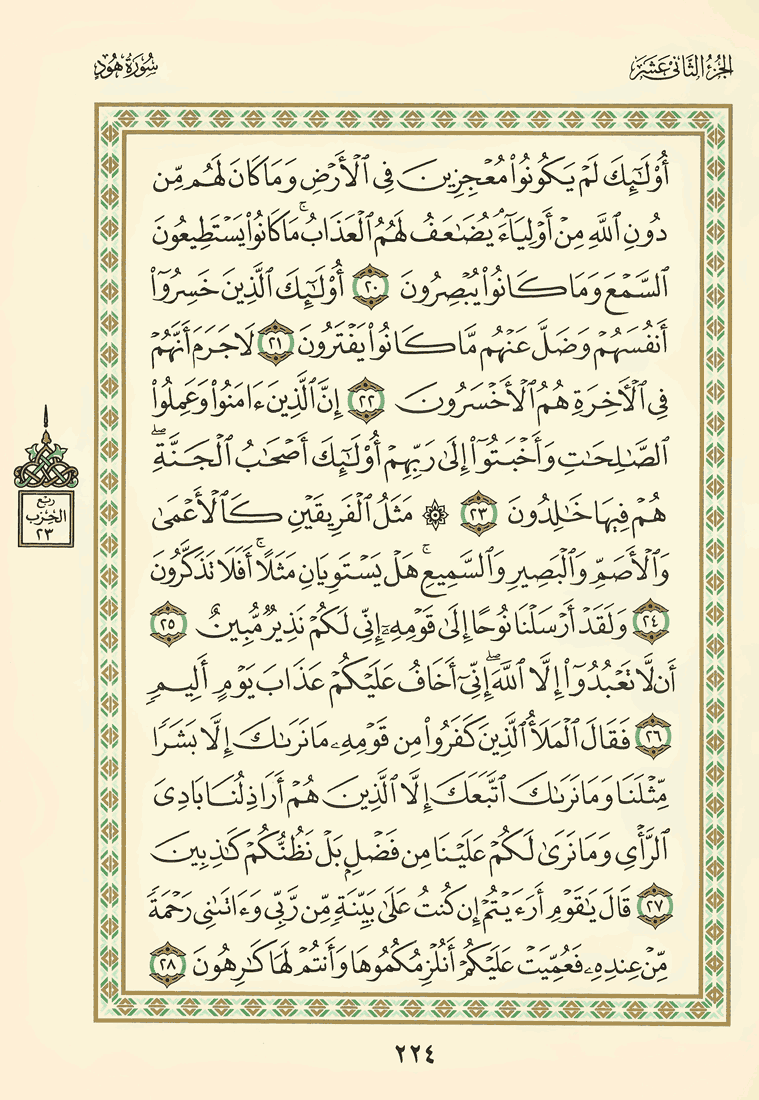 الجزء الثاني عشر
سورة هود
أُوْلَٰٓئِكَ لَمۡ يَكُونُواْ مُعۡجِزِينَ فِي ٱلۡأَرۡضِ وَمَا كَانَ لَهُم مِّن
دُونِ ٱللَّهِ مِنۡ أَوۡلِيَآءَۘ يُضَٰعَفُ لَهُمُ ٱلۡعَذَابُۚ مَا كَانُواْ يَسۡتَطِيعُونَ
ٱلسَّمۡعَ وَمَا كَانُواْ يُبۡصِرُونَ ٢٠ أُوْلَٰٓئِكَ ٱلَّذِينَ خَسِرُوٓاْ
أَنفُسَهُمۡ وَضَلَّ عَنۡهُم مَّا كَانُواْ يَفۡتَرُونَ ٢١ لَا جَرَمَ أَنَّهُمۡ
فِي ٱلۡأٓخِرَةِ هُمُ ٱلۡأَخۡسَرُونَ ٢٢ إِنَّ ٱلَّذِينَ ءَامَنُواْ وَعَمِلُواْ
ٱلصَّٰلِحَٰتِ وَأَخۡبَتُوٓاْ إِلَىٰ رَبِّهِمۡ أُوْلَٰٓئِكَ أَصۡحَٰبُ ٱلۡجَنَّةِۖ
هُمۡ فِيهَا خَٰلِدُونَ ٢٣ ۞ مَثَلُ ٱلۡفَرِيقَيۡنِ كَٱلۡأَعۡمَىٰ
وَٱلۡأَصَمِّ وَٱلۡبَصِيرِ وَٱلسَّمِيعِۚ هَلۡ يَسۡتَوِيَانِ مَثَلًاۚ أَفَلَا تَذَكَّرُونَ
٢٤ وَلَقَدۡ أَرۡسَلۡنَا نُوحًا إِلَىٰ قَوۡمِهِۦٓ إِنِّي لَكُمۡ نَذِيرٞ مُّبِينٌ ٢٥
أَن لَّا تَعۡبُدُوٓاْ إِلَّا ٱللَّهَۖ إِنِّيٓ أَخَافُ عَلَيۡكُمۡ عَذَابَ يَوۡمٍ أَلِيمٖ
٢٦ فَقَالَ ٱلۡمَلَأُ ٱلَّذِينَ كَفَرُواْ مِن قَوۡمِهِۦ مَا نَرَىٰكَ إِلَّا بَشَرٗا
مِّثۡلَنَا وَمَا نَرَىٰكَ ٱتَّبَعَكَ إِلَّا ٱلَّذِينَ هُمۡ أَرَاذِلُنَا بَادِيَ
ٱلرَّأۡيِ وَمَا نَرَىٰ لَكُمۡ عَلَيۡنَا مِن فَضۡلِۭ بَلۡ نَظُنُّكُمۡ كَٰذِبِينَ
٢٧ قَالَ يَٰقَوۡمِ أَرَءَيۡتُمۡ إِن كُنتُ عَلَىٰ بَيِّنَةٖ مِّن رَّبِّي وَءَاتَىٰنِي رَحۡمَةٗ
مِّنۡ عِندِهِۦ فَعُمِّيَتۡ عَلَيۡكُمۡ أَنُلۡزِمُكُمُوهَا وَأَنتُمۡ لَهَا كَٰرِهُونَ ٢٨
ربع
الحزب
٢٣
٢٢٤